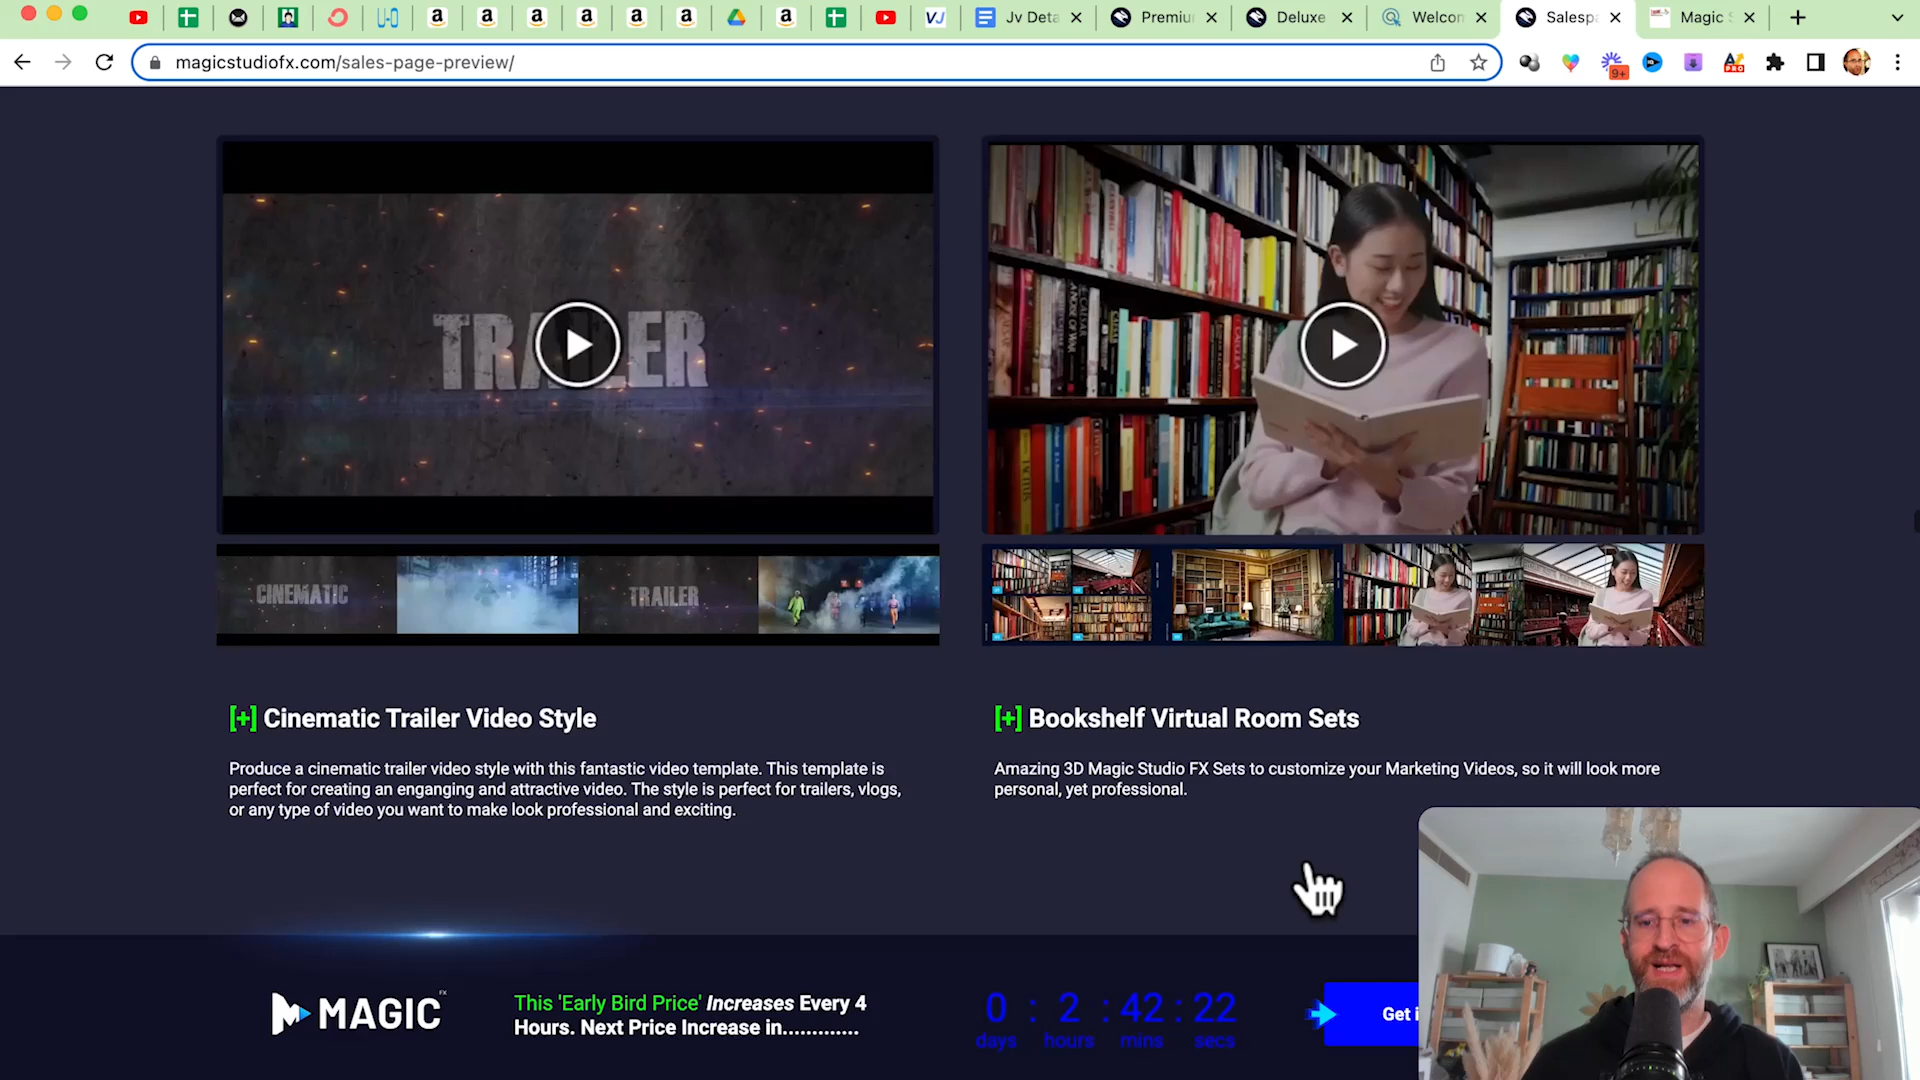 Jv Deta
Premiu
Deluxe
Welcon
Salespa
Magic S
magicstudiofx.com/sales-page-preview/
9+
PRO
TRAILER
CINEMATIC
TRAILER
[+] Cinematic Trailer Video Style
Produce a cinematic trailer video style with this fantastic video template. This template is
perfect for creating an enganging and attractive video. The style is perfect for trailers, vlogs,
or any type of video you want to make look professional and exciting.
[+] Bookshelf Virtual Room Sets
Amazing 3D Magic Studio FX Sets to customize your Marketing Videos, so it will look more
personal, yet professional.
MAGIC FX
This 'Early Bird Price' Increases Every 4
Hours. Next Price Increase in.............
0 : 2 : 42 : 22
days hours mins secs
Get i